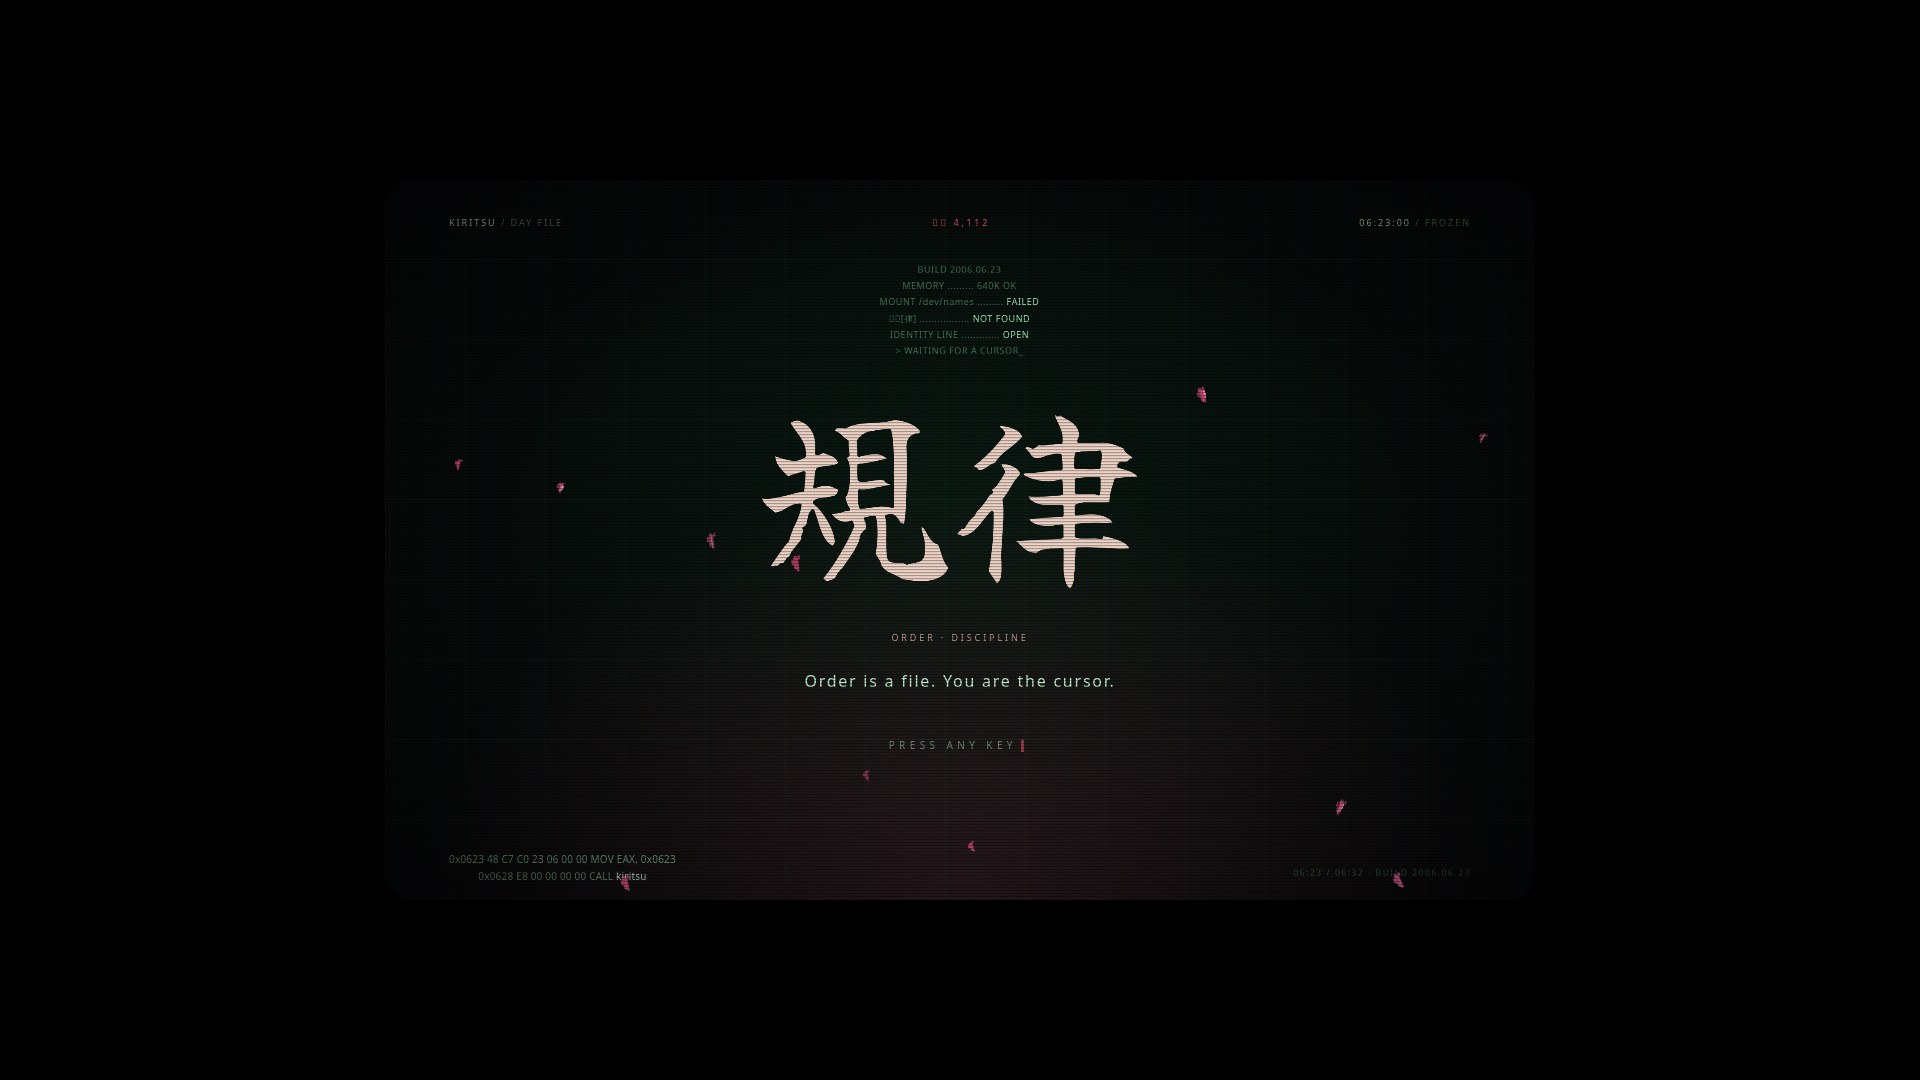 KIRITSU / DAY FILE
4,112
06:23:00 / FROZEN
BUILD 2006.06.23
MEMORY ......... 640K OK
MOUNT /dev/names ......... FAILED
[律] ................. NOT FOUND
IDENTITY LINE ............. OPEN
> WAITING FOR A CURSOR_
規律
ORDER · DISCIPLINE
Order is a file. You are the cursor.
PRESS ANY KEY
0x0623 48 C7 C0 23 06 00 00 MOV EAX, 0x0623
0x0628 E8 00 00 00 00 CALL kiritsu
06:23 / 06:32 · BUILD 2006.06.23